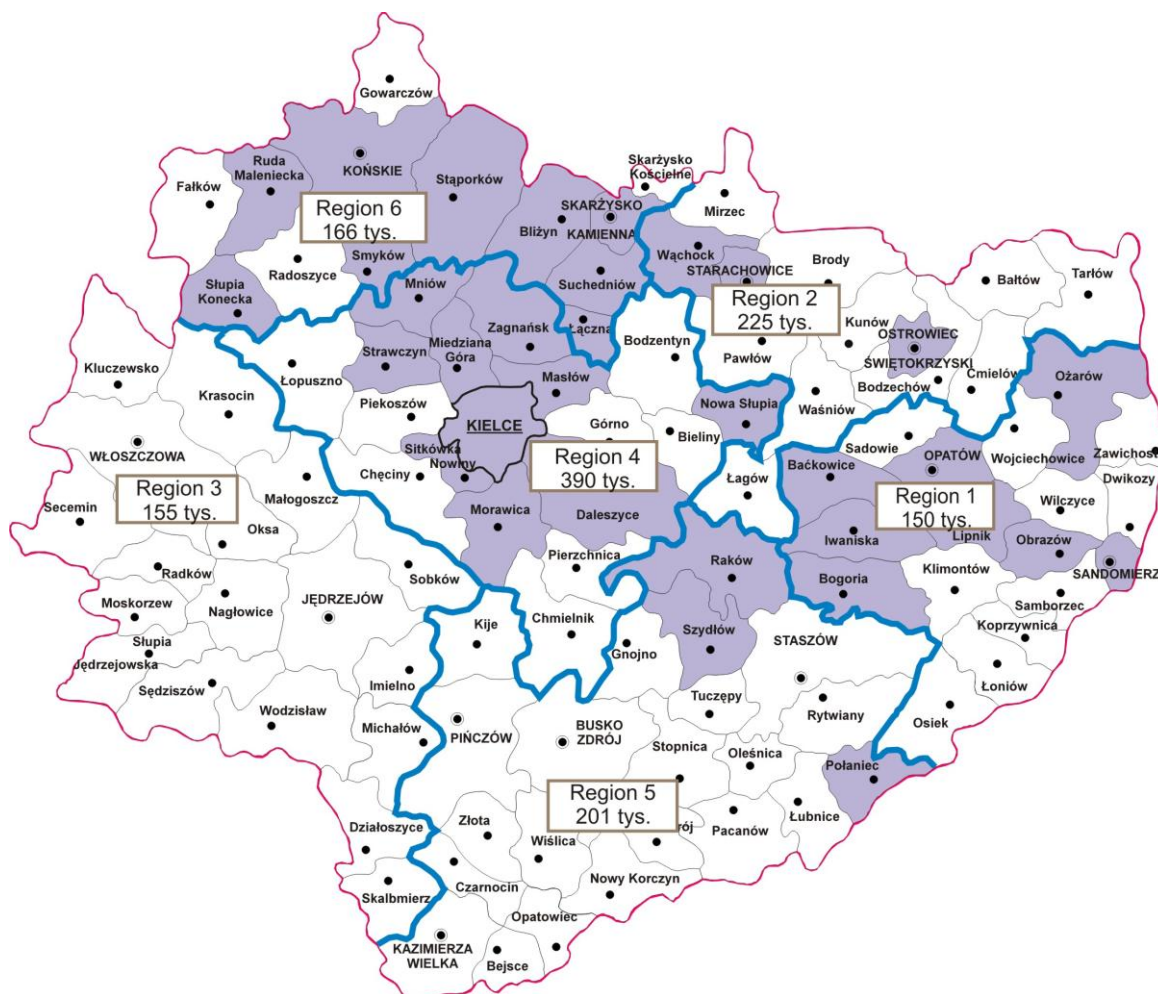 Gowarczów
Ruda
Maleniecka
KOŃSKIE
Stąporków
Fałków
Skarżysko
Kościelne
SKARŻYSKO
KAMIENNA
Bliżyn
Mirzec
Region 6
166 tys.
Wąchock
STARACHOWICE
Brody
Bałtów
Tarłów
Smyków
Radoszyce
Słupia
Konecka
Mniów
Suchedniów
Region 2
225 tys.
Łączna
Zagnańsk
Bodzentyn
Pawłów
Kunów
OSTROWIEC
ŚWIĘTOKRZYSKI
Bodzechów
Ćmielów
Ożarów
Kluczewsko
Krasocin
Łopuszno
Strawczyn
Miedziana
Góra
Masłów
Nowa Słupia
Waśniów
Piekoszów
KIELCE
Górno
Bieliny
Sadowie
OPATÓW
Wojciechowice
Zawichost
WŁOSZCZOWA
Sitkówka
Nowiny
Chęciny
Region 4
390 tys.
Łagów
Baćkowice
Region 1
150 tys.
Dwikozy
Wilczyce
Region 3
155 tys.
Małogoszcz
Secemin
Oksa
Morawica
Daleszyce
Iwaniska
Lipnik
Obrazów
SANDOMIERZ
Radków
Sobków
Pierzchnica
Raków
Bogoria
Klimontów
Samborzec
Moskorzew
Nagłowice
JĘDRZEJÓW
Kije
Chmielnik
Gnojno
Szydłów
STASZÓW
Koprzywnica
Słupia
Jędrzejowska
Imielno
Łoniów
Sędziszów
Wodzisław
Michałów
PIŃCZÓW
BUSKO
ZDRÓJ
Tuczępy
Rytwiany
Osiek
Stopnica
Oleśnica
Połaniec
Region 5
201 tys.
Działoszyce
Złota
Wiślica
rój
Pacanów
Łubnice
Skalbmierz
Czarnocin
Nowy Korczyn
Opatowiec
KAZIMIERZA
WIELKA
Bejsce